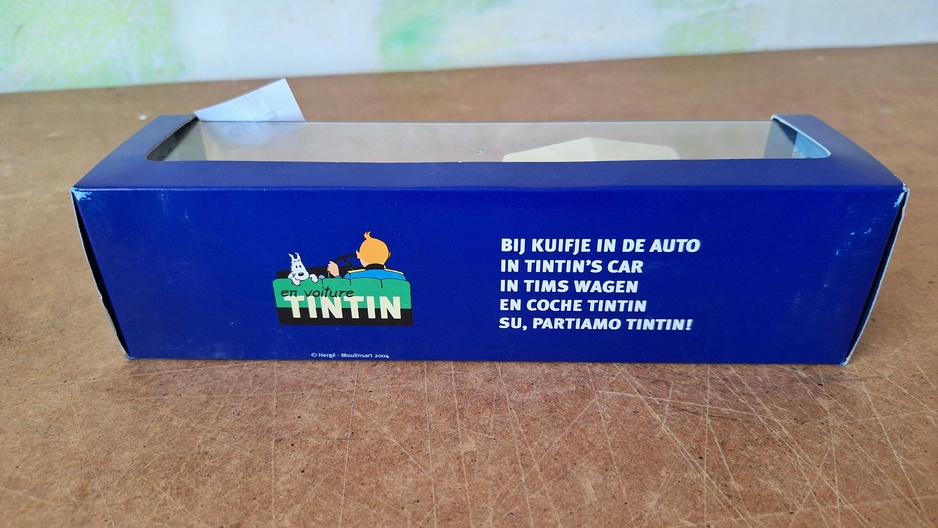 en voiture
TINTIN
© Hergé - Moulinsart 2004
BIJ KUIFJE IN DE AUTO
IN TINTIN'S CAR
IN TIMS WAGEN
EN COCHE TINTIN
SU, PARTIAMO TINTIN!